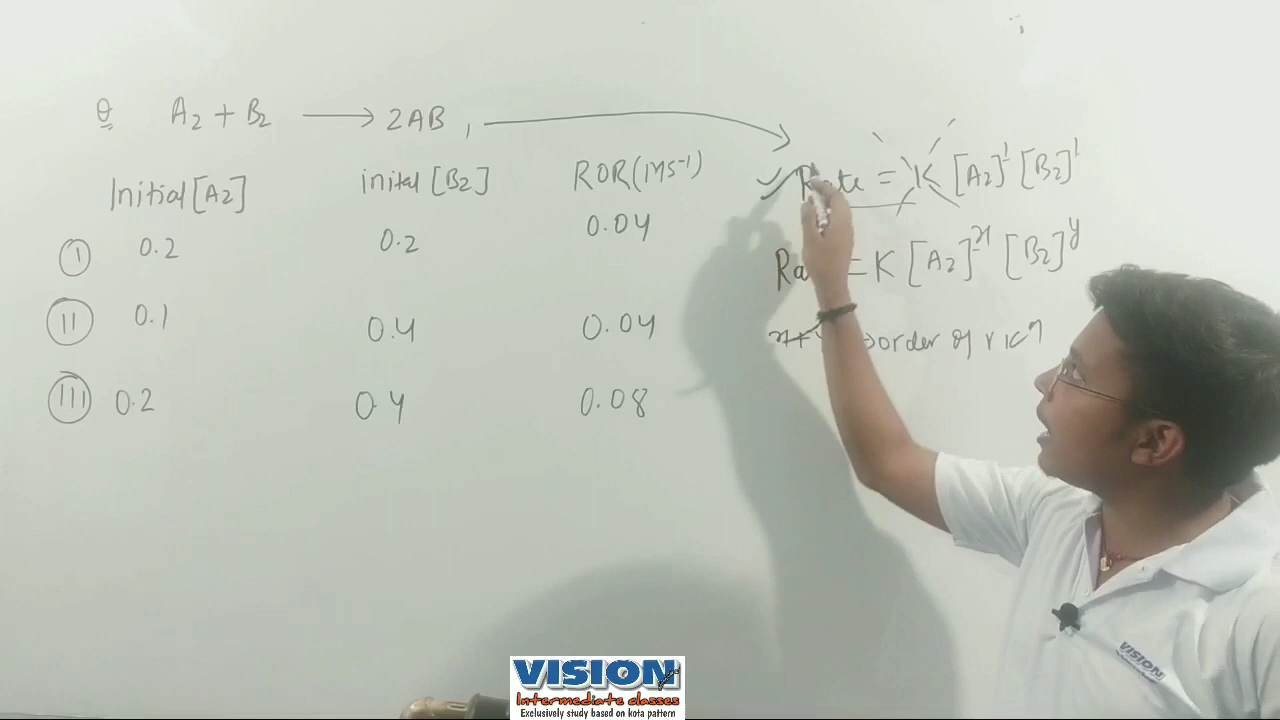 Q A2 + B2 → 2AB ,
Initial [A2] inital [B2] ROR(MS-1)
I 0.2 0.2 0.04
II 0.1 0.4 0.04
III 0.2 0.4 0.08
Rate = K [A2]1 [B2]1
= K [A2]x [B2]y
order of rxn
VISION
VISION
Intermediate classes
Exclusively study based on kota pattern